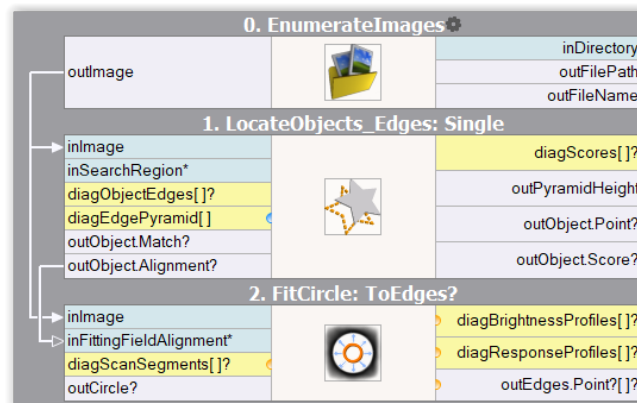 0. EnumerateImages
outImage
inDirectory
outFilePath
outFileName
1. LocateObjects_Edges: Single
inImage
inSearchRegion*
diagObjectEdges[]?
diagEdgePyramid[]
outObject.Match?
outObject.Alignment?
diagScores[]?
outPyramidHeight
outObject.Point?
outObject.Score?
2. FitCircle: ToEdges?
inImage
inFittingFieldAlignment*
diagScanSegments[]?
outCircle?
diagBrightnessProfiles[]?
diagResponseProfiles[]?
outEdges.Point?[]?